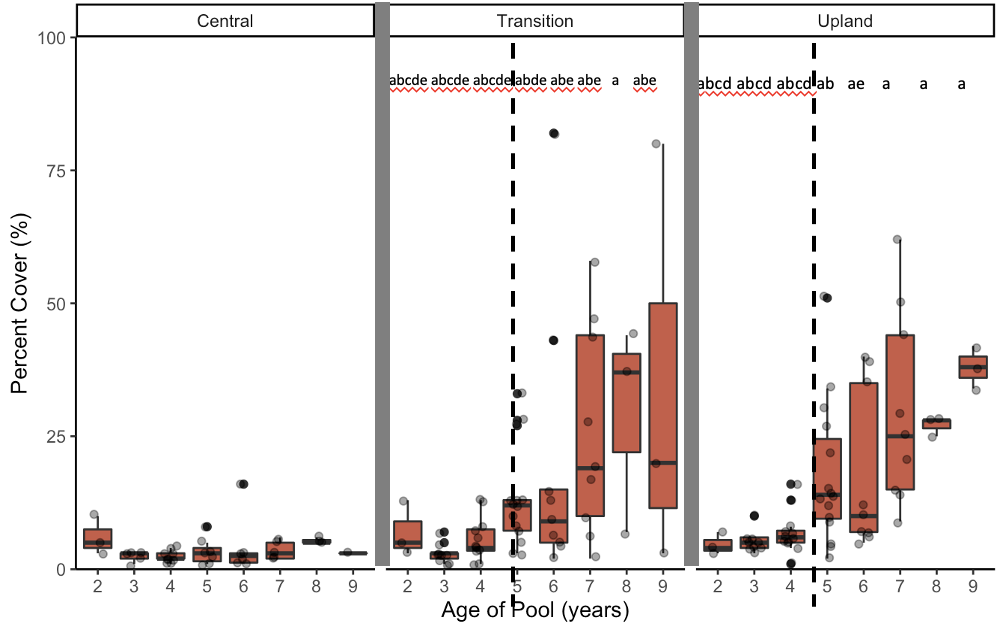 Central Transition Upland
100
abcde abcde abcde abde abe abe a abe
abcd abcd abcd ab ae a a a
75
Percent Cover (%)
50
25
0
2 3 4 5 6 7 8 9 2 3 4 5 6 7 8 9 2 3 4 5 6 7 8 9
Age of Pool (years)